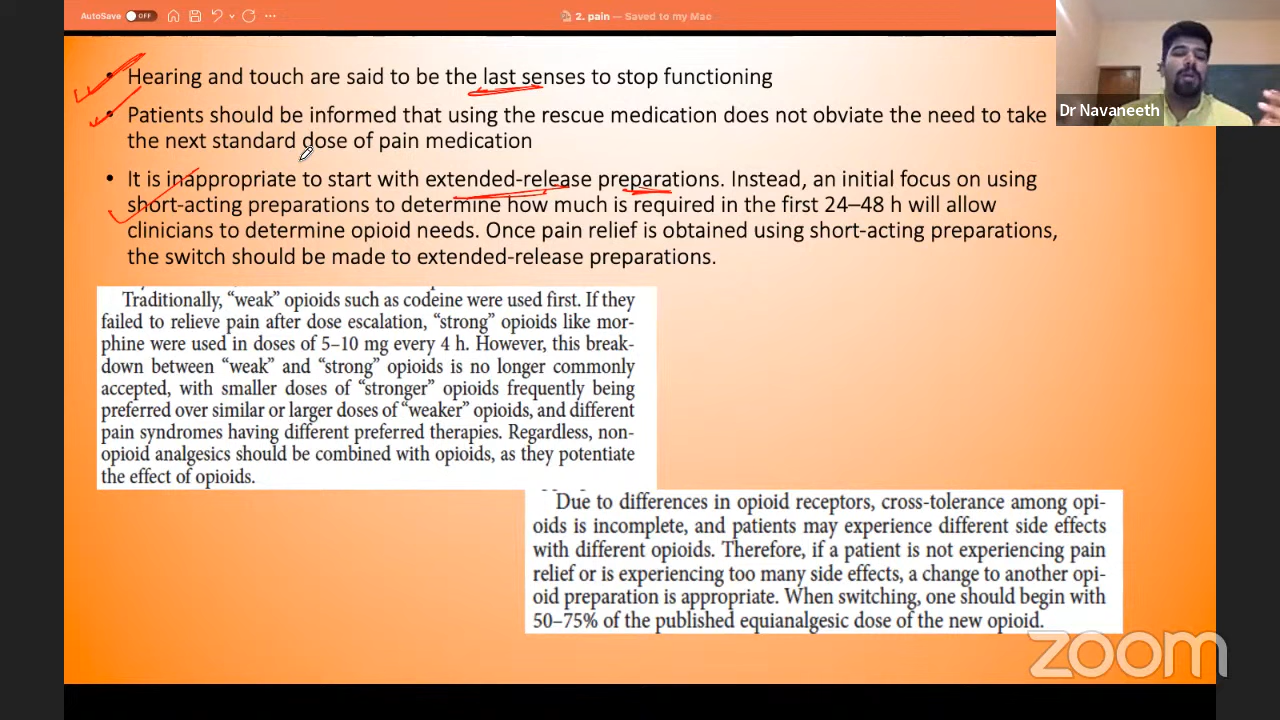 AutoSave OFF
2. pain — Saved to my Mac
Dr Navaneeth
• Hearing and touch are said to be the last senses to stop functioning
• Patients should be informed that using the rescue medication does not obviate the need to take
the next standard dose of pain medication
• It is inappropriate to start with extended-release preparations. Instead, an initial focus on using
short-acting preparations to determine how much is required in the first 24–48 h will allow
clinicians to determine opioid needs. Once pain relief is obtained using short-acting preparations,
the switch should be made to extended-release preparations.
Traditionally, “weak” opioids such as codeine were used first. If they
failed to relieve pain after dose escalation, “strong” opioids like mor-
phine were used in doses of 5–10 mg every 4 h. However, this break-
down between “weak” and “strong” opioids is no longer commonly
accepted, with smaller doses of “stronger” opioids frequently being
preferred over similar or larger doses of “weaker” opioids, and different
pain syndromes having different preferred therapies. Regardless, non-
opioid analgesics should be combined with opioids, as they potentiate
the effect of opioids.
Due to differences in opioid receptors, cross-tolerance among opi-
oids is incomplete, and patients may experience different side effects
with different opioids. Therefore, if a patient is not experiencing pain
relief or is experiencing too many side effects, a change to another opi-
oid preparation is appropriate. When switching, one should begin with
50–75% of the published equianalgesic dose of the new opioid.
zoom